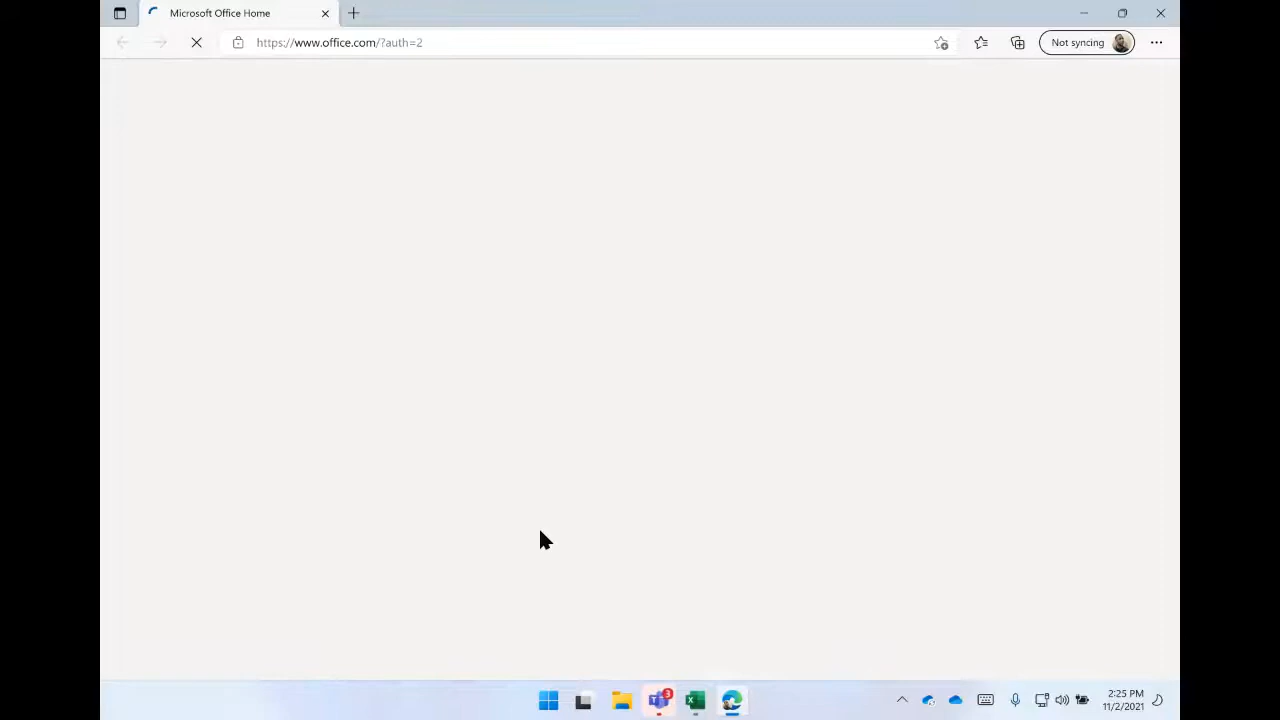 Microsoft Office Home
https://www.office.com/?auth=2
Not syncing
3
2:25 PM
11/2/2021